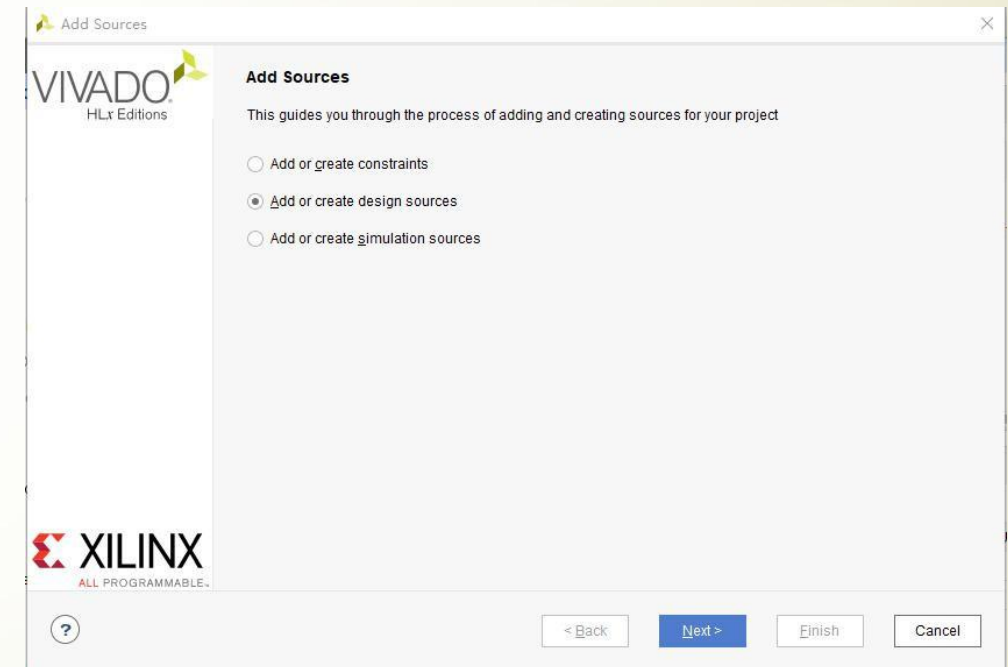 Add Sources
VIVADO
HLx Editions
Add Sources
This guides you through the process of adding and creating sources for your project
Add or create constraints
Add or create design sources
Add or create simulation sources
XILINX
ALL PROGRAMMABLE™
?
< Back
Next >
Finish
Cancel